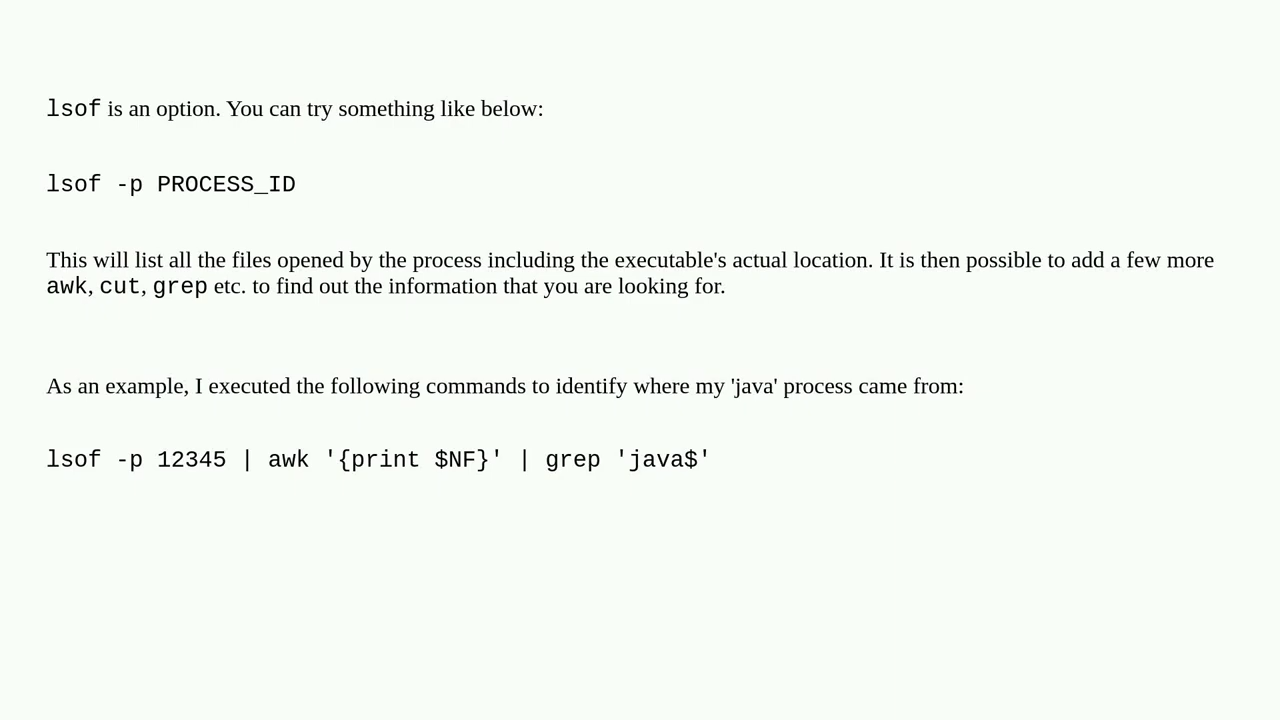 lsof is an option. You can try something like below:
lsof -p PROCESS_ID
This will list all the files opened by the process including the executable's actual location. It is then possible to add a few more
awk, cut, grep etc. to find out the information that you are looking for.
As an example, I executed the following commands to identify where my 'java' process came from:
lsof -p 12345 | awk '{print $NF}' | grep 'java$'